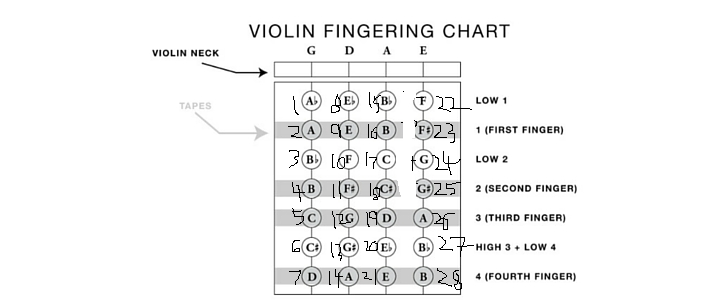 VIOLIN FINGERING CHART
G D A E
VIOLIN NECK
1 A♭ 8 E♭ 15 B♭ F 22 LOW 1
TAPES
2 A 9 E 16 B F♯ 23 1 (FIRST FINGER)
3 B♭ 10 F 17 C G 24 LOW 2
4 B 11 F♯ 18 C♯ G♯ 25 2 (SECOND FINGER)
5 C 12 G 19 D A 26 3 (THIRD FINGER)
6 C♯ 13 G♯ 20 E♭ B♭ 27 HIGH 3 + LOW 4
7 D 14 A 21 E B 28 4 (FOURTH FINGER)